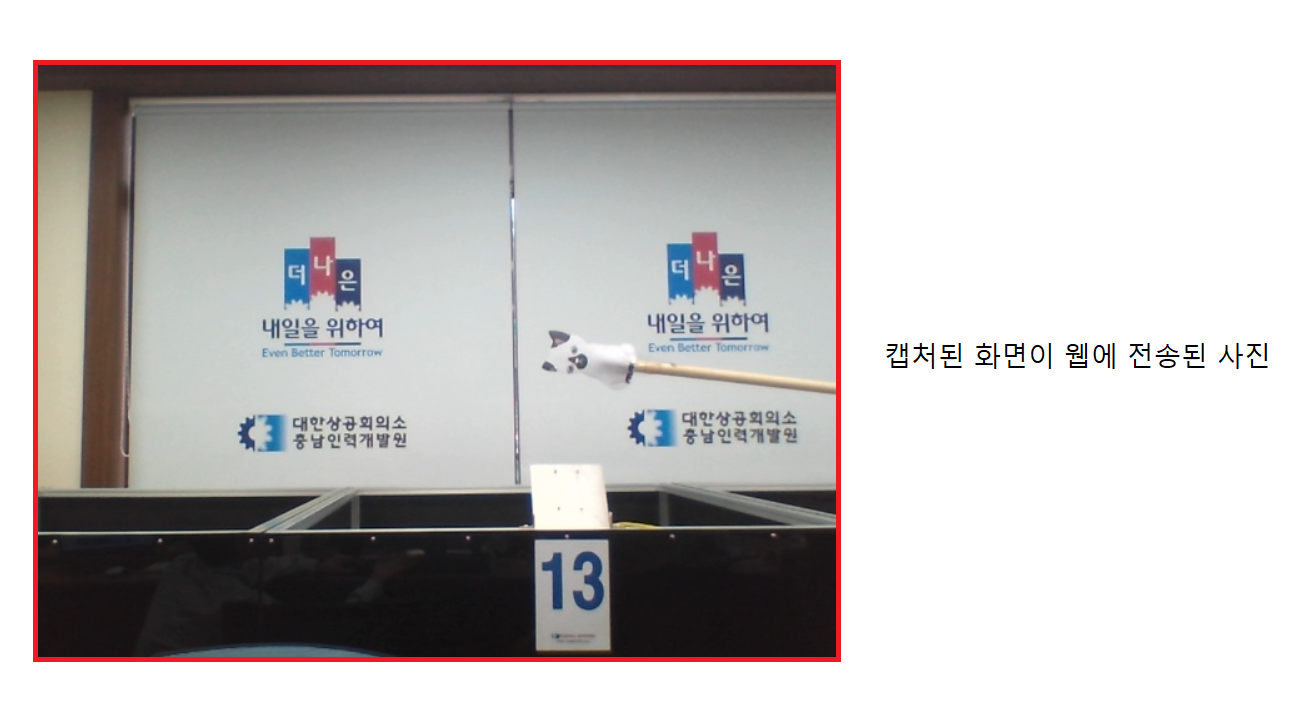 더나은
내일을 위하여
Even Better Tomorrow
대한상공회의소
충남인력개발원
더나은
내일을 위하여
Even Better Tomorrow
대한상공회의소
충남인력개발원
캡처된 화면이 웹에 전송된 사진
13